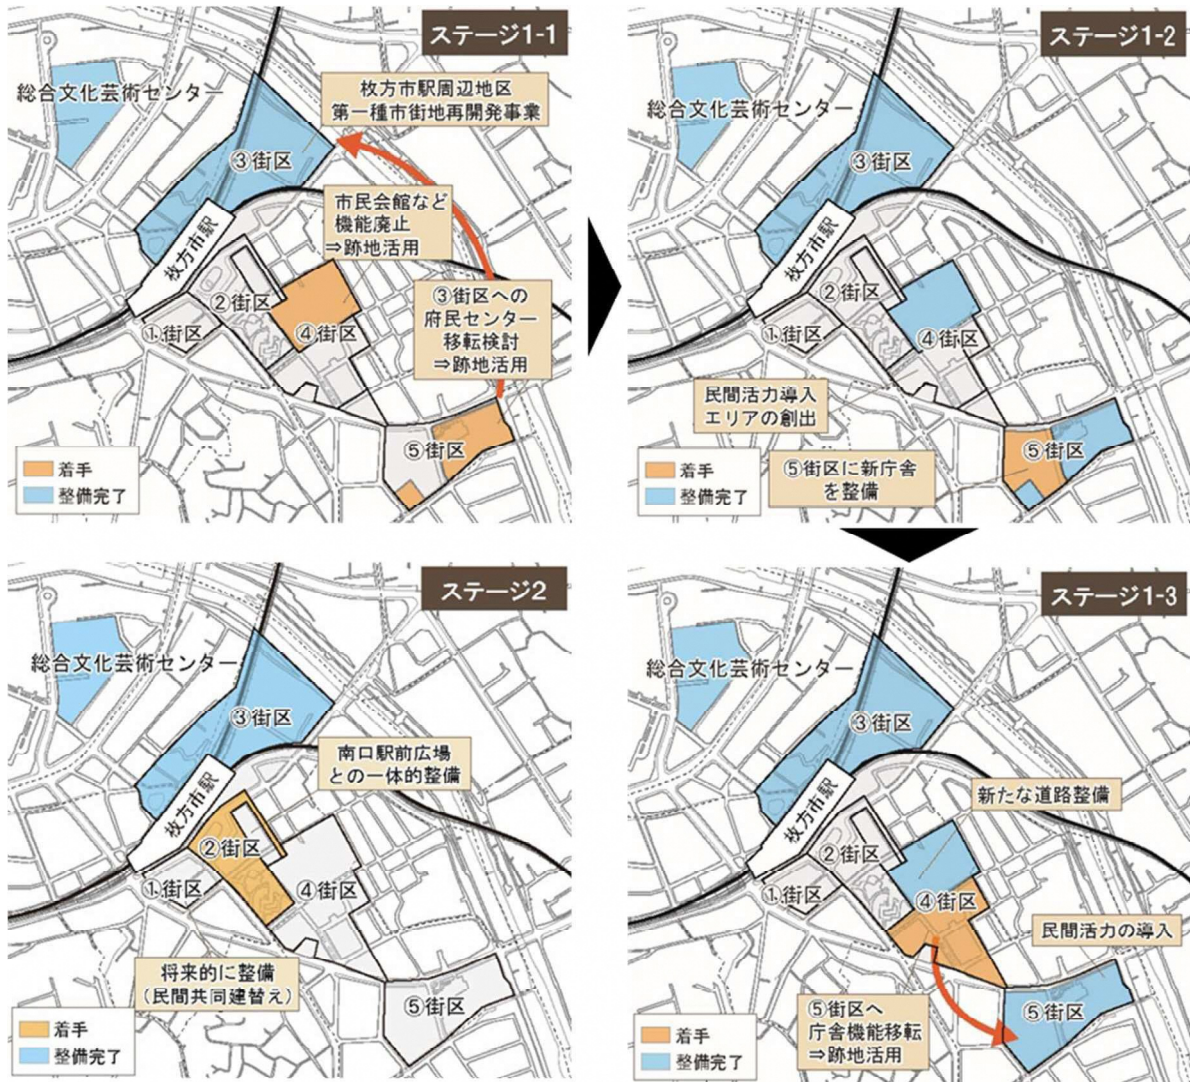 ステージ1-1
総合文化芸術センター
枚方市駅周辺地区
第一種市街地再開発事業
③街区
市民会館など
機能廃止
⇒跡地活用
枚方市駅
②街区
①街区
④街区
③街区への
府民センター
移転検討
⇒跡地活用
⑤街区
着手
整備完了
ステージ1-2
総合文化芸術センター
③街区
枚方市駅
②街区
①街区
④街区
民間活力導入
エリアの創出
⑤街区
⑤街区に新庁舎
を整備
着手
整備完了
ステージ2
総合文化芸術センター
③街区
南口駅前広場
との一体的整備
枚方市駅
②街区
①街区
④街区
将来的に整備
(民間共同建替え)
⑤街区
着手
整備完了
ステージ1-3
総合文化芸術センター
③街区
枚方市駅
新たな道路整備
②街区
①街区
④街区
民間活力の導入
⑤街区へ
庁舎機能移転
⇒跡地活用
⑤街区
着手
整備完了